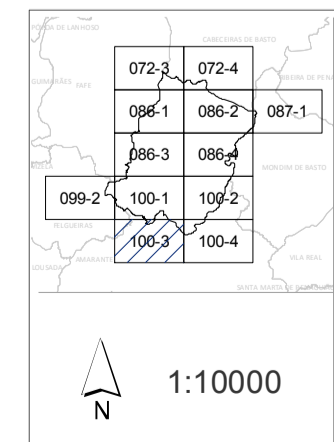 PÓVOA DE LANHOSO
CABECEIRAS DE BASTO
072-3 072-4
GUIMARÃES
FAFE
RIBEIRA DE PENA
086-1 086-2 087-1
086-3 086-4
MONDIM DE BASTO
VIZELA
099-2 100-1 100-2
FELGUEIRAS
100-3 100-4
VILA REAL
AMARANTE
LOUSADA
SANTA MARTA DE
N
1:10000